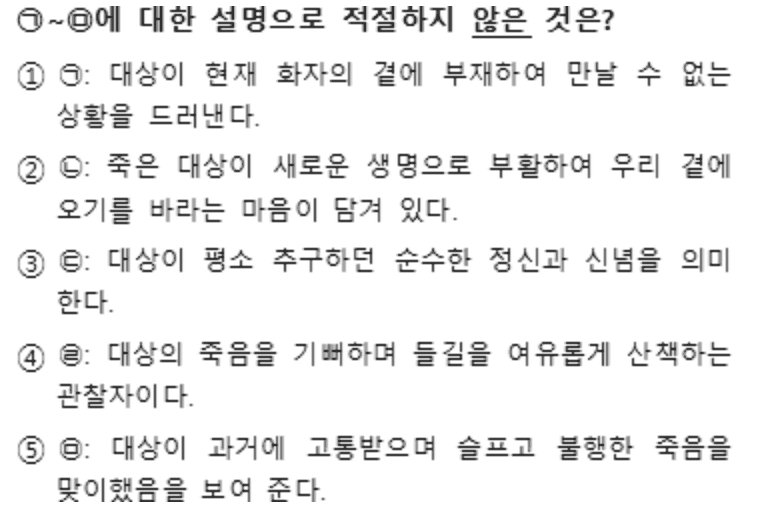 ㉠~㉤에 대한 설명으로 적절하지 않은 것은?
① ㉠: 대상이 현재 화자의 곁에 부재하여 만날 수 없는
상황을 드러낸다.
② ㉡: 죽은 대상이 새로운 생명으로 부활하여 우리 곁에
오기를 바라는 마음이 담겨 있다.
③ ㉢: 대상이 평소 추구하던 순수한 정신과 신념을 의미
한다.
④ ㉣: 대상의 죽음을 기뻐하며 들길을 여유롭게 산책하는
관찰자이다.
⑤ ㉤: 대상이 과거에 고통받으며 슬프고 불행한 죽음을
맞이했음을 보여 준다.